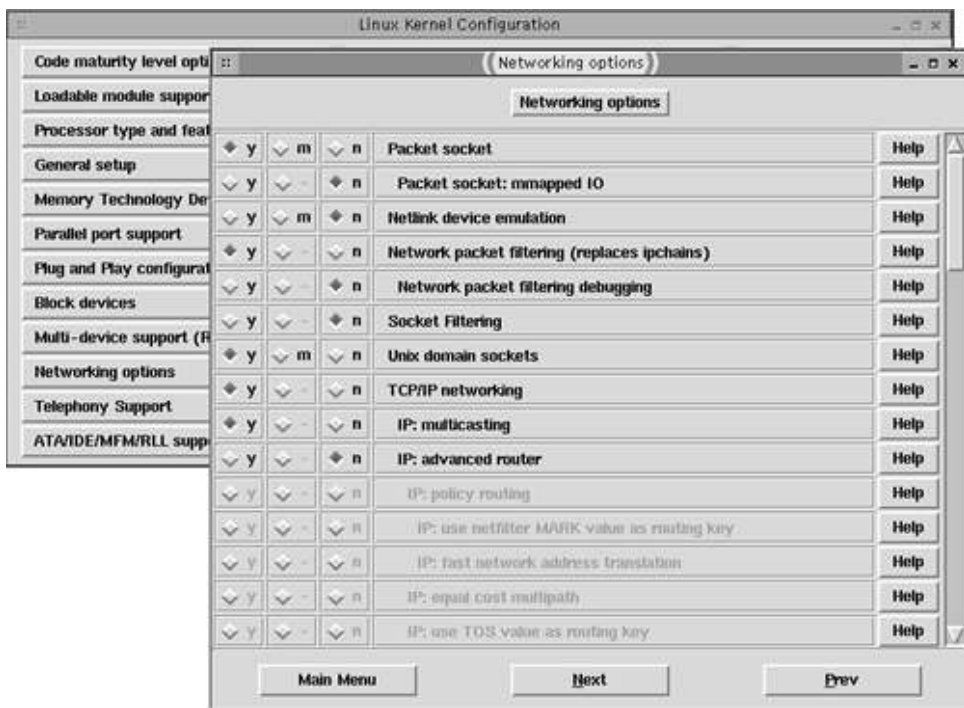 Linux Kernel Configuration
Code maturity level opti
Loadable module suppor
Processor type and feat
General setup
Memory Technology De
Parallel port support
Plug and Play configurat
Block devices
Multi-device support (R
Networking options
Telephony Support
ATA/IDE/MFM/RLL suppo
Networking options
Networking options
y m n Packet socket Help
y - n Packet socket: mmapped IO Help
y m n Netlink device emulation Help
y - n Network packet filtering (replaces ipchains) Help
y - n Network packet filtering debugging Help
y - n Socket Filtering Help
y m n Unix domain sockets Help
y - n TCP/IP networking Help
y - n IP: multicasting Help
y - n IP: advanced router Help
y - n IP: policy routing Help
y - n IP: use netfilter MARK value as routing key Help
y - n IP: fast network address translation Help
y - n IP: equal cost multipath Help
y - n IP: use TOS value as routing key Help
Main Menu Next Prev